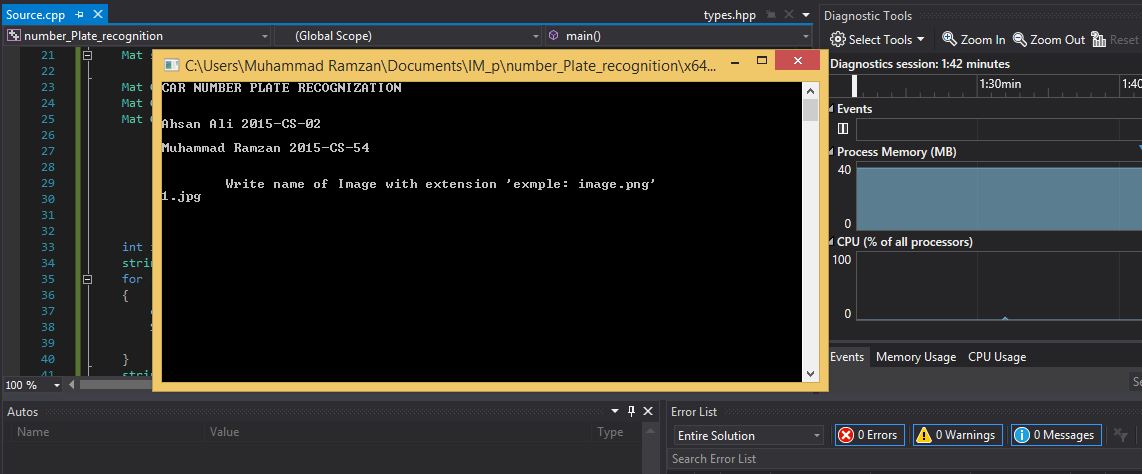 Source.cpp
types.hpp
number_Plate_recognition
(Global Scope)
main()
21
Mat
22
23
Mat
24
Mat
25
Mat
26
27
28
29
30
31
32
33
int
34
35
for
36
{
37
38
39
40
}
41
100 %
C:\Users\Muhammad Ramzan\Documents\IM_p\number_Plate_recognition\x64...
CAR NUMBER PLATE RECOGNIZATION
Ahsan Ali 2015-CS-02
Muhammad Ramzan 2015-CS-54
Write name of Image with extension 'exmple: image.png'
1.jpg
Diagnostic Tools
Select Tools
Zoom In
Zoom Out
Reset
Diagnostics session: 1:42 minutes
1:30min
1:40
Events
Process Memory (MB)
40
0
CPU (% of all processors)
100
0
Events
Memory Usage
CPU Usage
Autos
Name
Value
Type
Error List
Entire Solution
0 Errors
0 Warnings
0 Messages
Search Error List